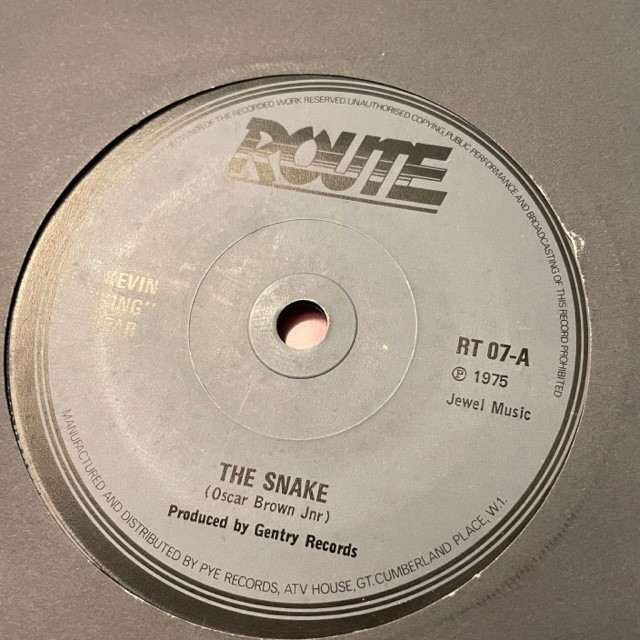 OWNER OF THE RECORDED WORK RESERVED. UNAUTHORISED COPYING, PUBLIC PERFORMANCE AND BROADCASTING OF THIS RECORD PROHIBITED
ROUTE
KEVIN
KING"
RT 07-A
℗ 1975
Jewel Music
THE SNAKE
(Oscar Brown Jnr)
Produced by Gentry Records
MANUFACTURED AND DISTRIBUTED BY PYE RECORDS, ATV HOUSE, GT. CUMBERLAND PLACE, W.1.